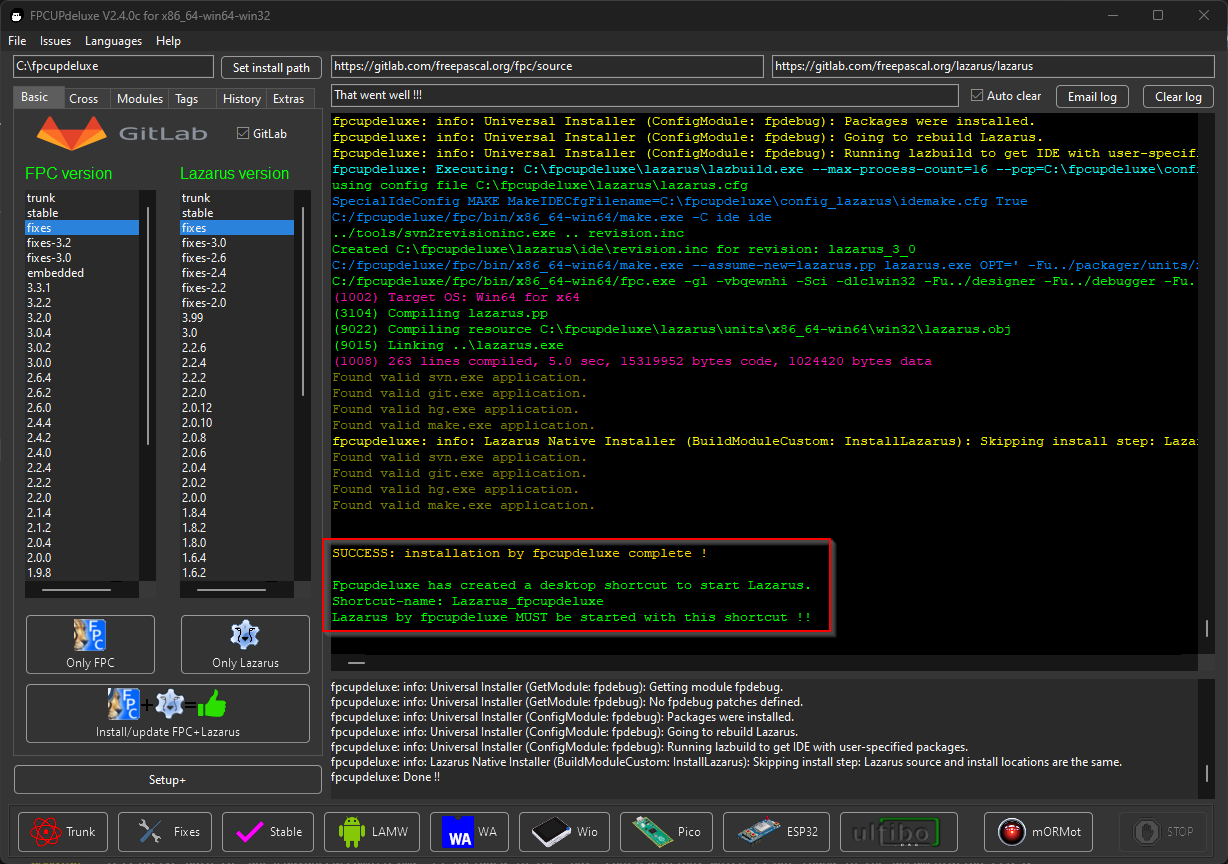 FPCUPdeluxe V2.4.0c for x86_64-win64-win32
File Issues Languages Help
C:\fpcupdeluxe
Set install path
https://gitlab.com/freepascal.org/fpc/source
https://gitlab.com/freepascal.org/lazarus/lazarus
Basic Cross Modules Tags History Extras
That went well !!!
Auto clear
Email log
Clear log
GitLab
GitLab
FPC version
trunk
stable
fixes
fixes-3.2
fixes-3.0
embedded
3.3.1
3.2.2
3.2.0
3.0.4
3.0.2
3.0.0
2.6.4
2.6.2
2.6.0
2.4.4
2.4.2
2.4.0
2.2.4
2.2.2
2.2.0
2.1.4
2.1.2
2.0.4
2.0.0
1.9.8
Lazarus version
trunk
stable
fixes
fixes-3.0
fixes-2.6
fixes-2.4
fixes-2.2
fixes-2.0
3.99
3.0
2.2.6
2.2.4
2.2.2
2.2.0
2.0.12
2.0.10
2.0.8
2.0.6
2.0.4
2.0.2
2.0.0
1.8.4
1.8.2
1.8.0
1.6.4
1.6.2
FPC
Only FPC
Only Lazarus
FPC + =
Install/update FPC+Lazarus
Setup+
fpcupdeluxe: info: Universal Installer (ConfigModule: fpdebug): Packages were installed.
fpcupdeluxe: info: Universal Installer (ConfigModule: fpdebug): Going to rebuild Lazarus.
fpcupdeluxe: info: Universal Installer (ConfigModule: fpdebug): Running lazbuild to get IDE with user-specif
fpcupdeluxe: Executing: C:\fpcupdeluxe\lazarus\lazbuild.exe --max-process-count=16 --pcp=C:\fpcupdeluxe\conf
using config file C:\fpcupdeluxe\lazarus\lazarus.cfg
SpecialIdeConfig MAKE MakeIDECfgFilename=C:\fpcupdeluxe\config_lazarus\idemake.cfg True
C:/fpcupdeluxe/fpc/bin/x86_64-win64/make.exe -C ide ide
../tools/svn2revisioninc.exe .. revision.inc
Created C:\fpcupdeluxe\lazarus\ide\revision.inc for revision: lazarus_3_0
C:/fpcupdeluxe/fpc/bin/x86_64-win64/make.exe --assume-new=lazarus.pp lazarus.exe OPT=' -Fu../packager/units/
C:/fpcupdeluxe/fpc/bin/x86_64-win64/fpc.exe -gl -vbqewnhi -Sci -dlclwin32 -Fu../designer -Fu../debugger -Fu.
(1002) Target OS: Win64 for x64
(3104) Compiling lazarus.pp
(9022) Compiling resource C:\fpcupdeluxe\lazarus\units\x86_64-win64\win32\lazarus.obj
(9015) Linking ..\lazarus.exe
(1008) 263 lines compiled, 5.0 sec, 15319952 bytes code, 1024420 bytes data
Found valid svn.exe application.
Found valid git.exe application.
Found valid hg.exe application.
Found valid make.exe application.
fpcupdeluxe: info: Lazarus Native Installer (BuildModuleCustom: InstallLazarus): Skipping install step: Laza
Found valid svn.exe application.
Found valid git.exe application.
Found valid hg.exe application.
Found valid make.exe application.
SUCCESS: installation by fpcupdeluxe complete !
Fpcupdeluxe has created a desktop shortcut to start Lazarus.
Shortcut-name: Lazarus_fpcupdeluxe
Lazarus by fpcupdeluxe MUST be started with this shortcut !!
fpcupdeluxe: info: Universal Installer (GetModule: fpdebug): Getting module fpdebug.
fpcupdeluxe: info: Universal Installer (GetModule: fpdebug): No fpdebug patches defined.
fpcupdeluxe: info: Universal Installer (ConfigModule: fpdebug): Packages were installed.
fpcupdeluxe: info: Universal Installer (ConfigModule: fpdebug): Going to rebuild Lazarus.
fpcupdeluxe: info: Universal Installer (ConfigModule: fpdebug): Running lazbuild to get IDE with user-specified packages.
fpcupdeluxe: info: Lazarus Native Installer (BuildModuleCustom: InstallLazarus): Skipping install step: Lazarus source and install locations are the same.
fpcupdeluxe: Done !!
Trunk Fixes Stable LAMW WA WA Wio Pico ESP32 ultibo mORMot STOP